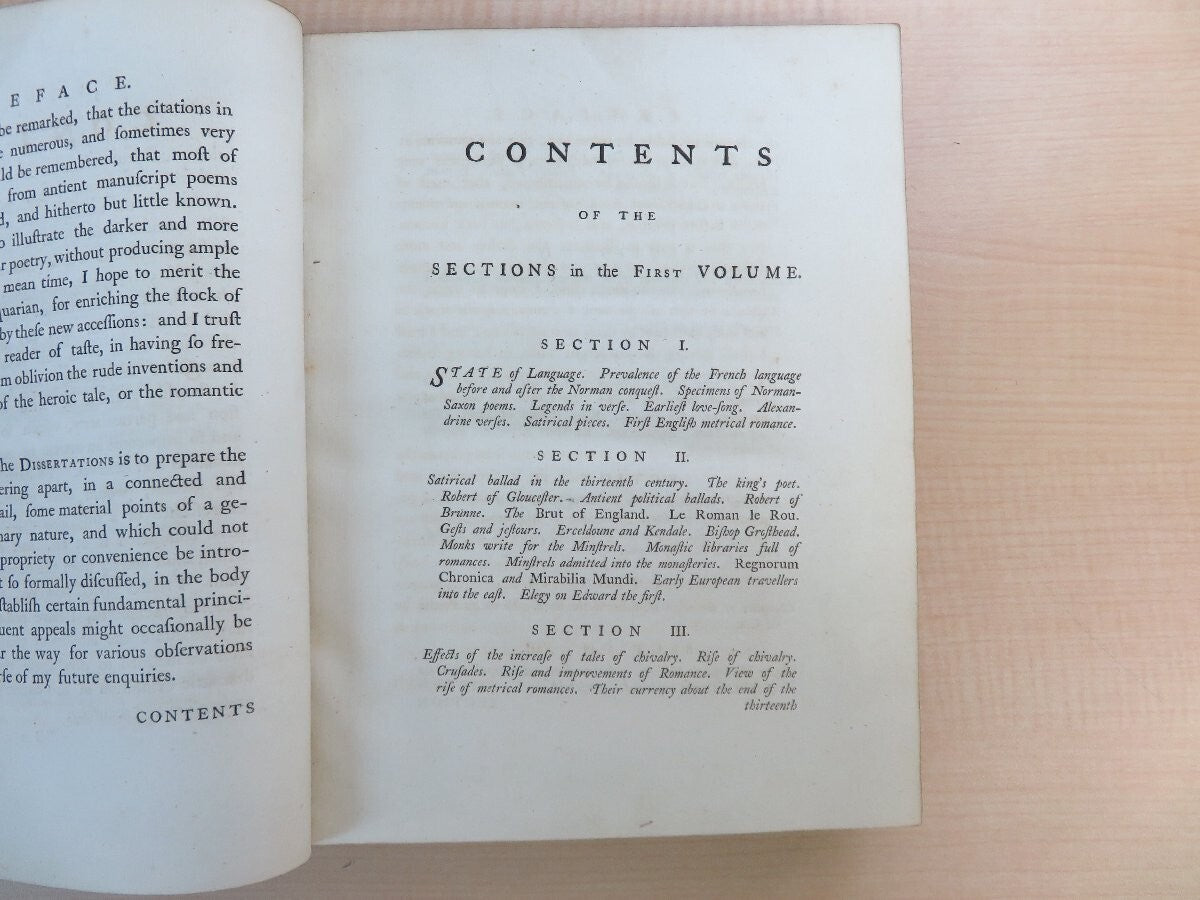 E F A C E.
be remarked, that the citations in
numerous, and ſometimes very
ld be remembered, that moſt of
from antient manuſcript poems
d, and hitherto but little known.
o illuſtrate the darker and more
r poetry, without producing ample
mean time, I hope to merit the
quarian, for enriching the ſtock of
by theſe new acceſſions: and I truſt
reader of taſte, in having ſo fre-
m oblivion the rude inventions and
of the heroic tale, or the romantic
he DISSERTATIONS is to prepare the
ering apart, in a connected and
ail, ſome material points of a ge-
nary nature, and which could not
propriety or convenience be intro-
t ſo formally diſcuſſed, in the body
ſtabliſh certain fundamental princi-
uent appeals might occaſionally be
r the way for various obſervations
rſe of my future enquiries.
CONTENTS
CONTENTS
OF THE
SECTIONS in the FIRST VOLUME.
SECTION I.
STATE of Language. Prevalence of the French language
before and after the Norman conqueſt. Specimens of Norman-
Saxon poems. Legends in verſe. Earlieſt love-ſong. Alexan-
drine verſes. Satirical pieces. Firſt Engliſh metrical romance.
SECTION II.
Satirical ballad in the thirteenth century. The king's poet.
Robert of Glouceſter. Antient political ballads. Robert of
Brunne. The Brut of England. Le Roman le Rou.
Geſts and jeſtours. Erceldoune and Kendale. Biſhop Groſthead.
Monks write for the Minſtrels. Monaſtic libraries full of
romances. Minſtrels admitted into the monaſteries. Regnorum
Chronica and Mirabilia Mundi. Early European travellers
into the eaſt. Elegy on Edward the firſt.
SECTION III.
Effects of the increaſe of tales of chivalry. Riſe of chivalry.
Cruſades. Riſe and improvements of Romance. View of the
riſe of metrical romances. Their currency about the end of the
thirteenth